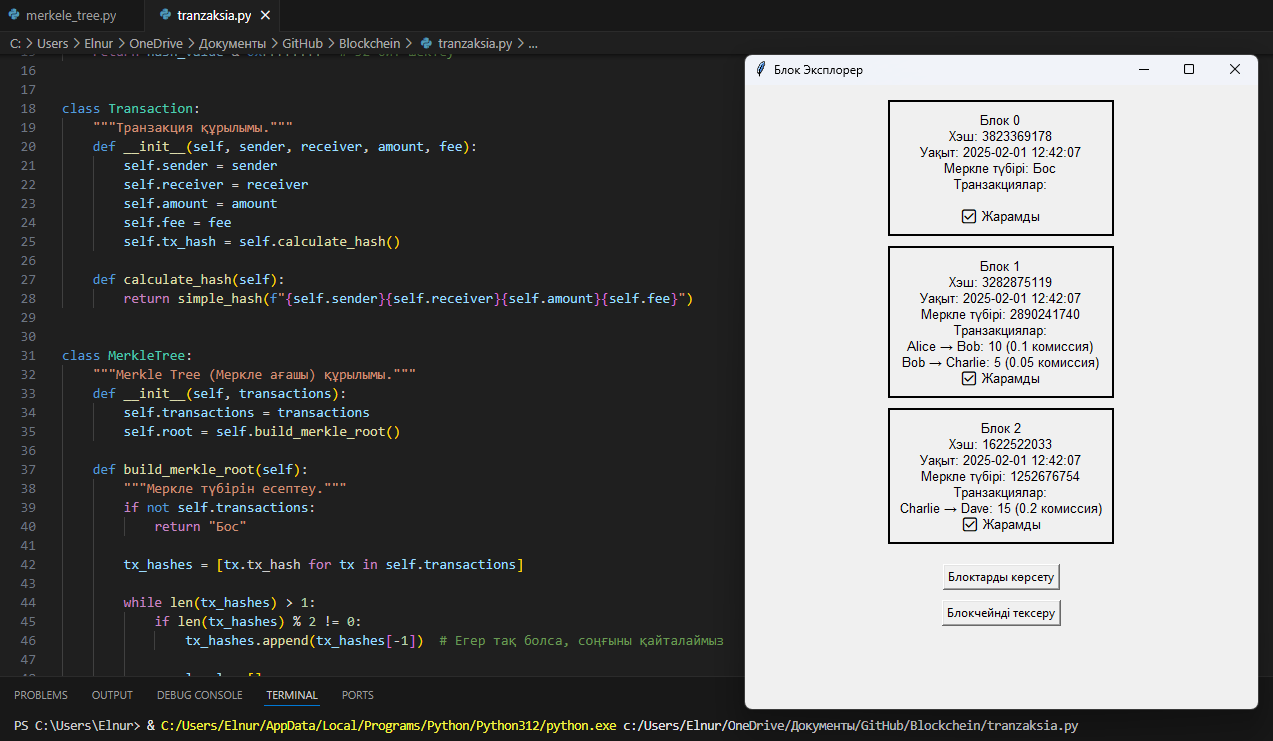 merkele_tree.py
tranzaksia.py
C: > Users > Elnur > OneDrive > Документы > GitHub > Blockchein > tranzaksia.py > ...
16
17
18 class Transaction:
19 """Транзакция құрылымы."""
20 def __init__(self, sender, receiver, amount, fee):
21 self.sender = sender
22 self.receiver = receiver
23 self.amount = amount
24 self.fee = fee
25 self.tx_hash = self.calculate_hash()
26
27 def calculate_hash(self):
28 return simple_hash(f"{self.sender}{self.receiver}{self.amount}{self.fee}")
29
30
31 class MerkleTree:
32 """Merkle Tree (Меркле ағашы) құрылымы."""
33 def __init__(self, transactions):
34 self.transactions = transactions
35 self.root = self.build_merkle_root()
36
37 def build_merkle_root(self):
38 """Меркле түбірін есептеу."""
39 if not self.transactions:
40 return "Бос"
41
42 tx_hashes = [tx.tx_hash for tx in self.transactions]
43
44 while len(tx_hashes) > 1:
45 if len(tx_hashes) % 2 != 0:
46 tx_hashes.append(tx_hashes[-1]) # Егер тақ болса, соңғыны қайталаймыз
47
Блок Эксплорер
Блок 0
Хэш: 3823369178
Уақыт: 2025-02-01 12:42:07
Меркле түбірі: Бос
Транзакциялар:
☑ Жарамды
Блок 1
Хэш: 3282875119
Уақыт: 2025-02-01 12:42:07
Меркле түбірі: 2890241740
Транзакциялар:
Alice → Bob: 10 (0.1 комиссия)
Bob → Charlie: 5 (0.05 комиссия)
☑ Жарамды
Блок 2
Хэш: 1622522033
Уақыт: 2025-02-01 12:42:07
Меркле түбірі: 1252676754
Транзакциялар:
Charlie → Dave: 15 (0.2 комиссия)
☑ Жарамды
Блоктарды көрсету
Блокчейнді тексеру
PROBLEMS OUTPUT DEBUG CONSOLE TERMINAL PORTS
PS C:\Users\Elnur> & C:/Users/Elnur/AppData/Local/Programs/Python/Python312/python.exe c:/Users/Elnur/OneDrive/Документы/GitHub/Blockchein/tranzaksia.py